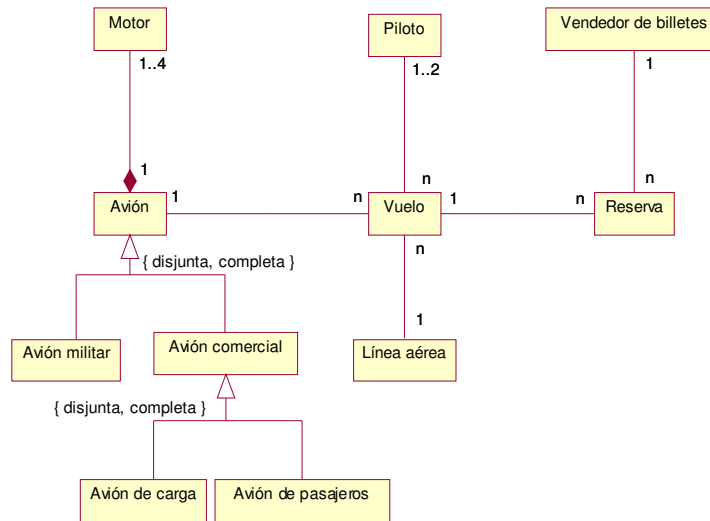 Motor
Piloto
Vendedor de billetes
1..4
1..2
1
1
n
n
Avión
1
n
Vuelo
1
n
Reserva
n
{ disjunta, completa }
1
Avión militar
Avión comercial
Línea aérea
{ disjunta, completa }
Avión de carga
Avión de pasajeros